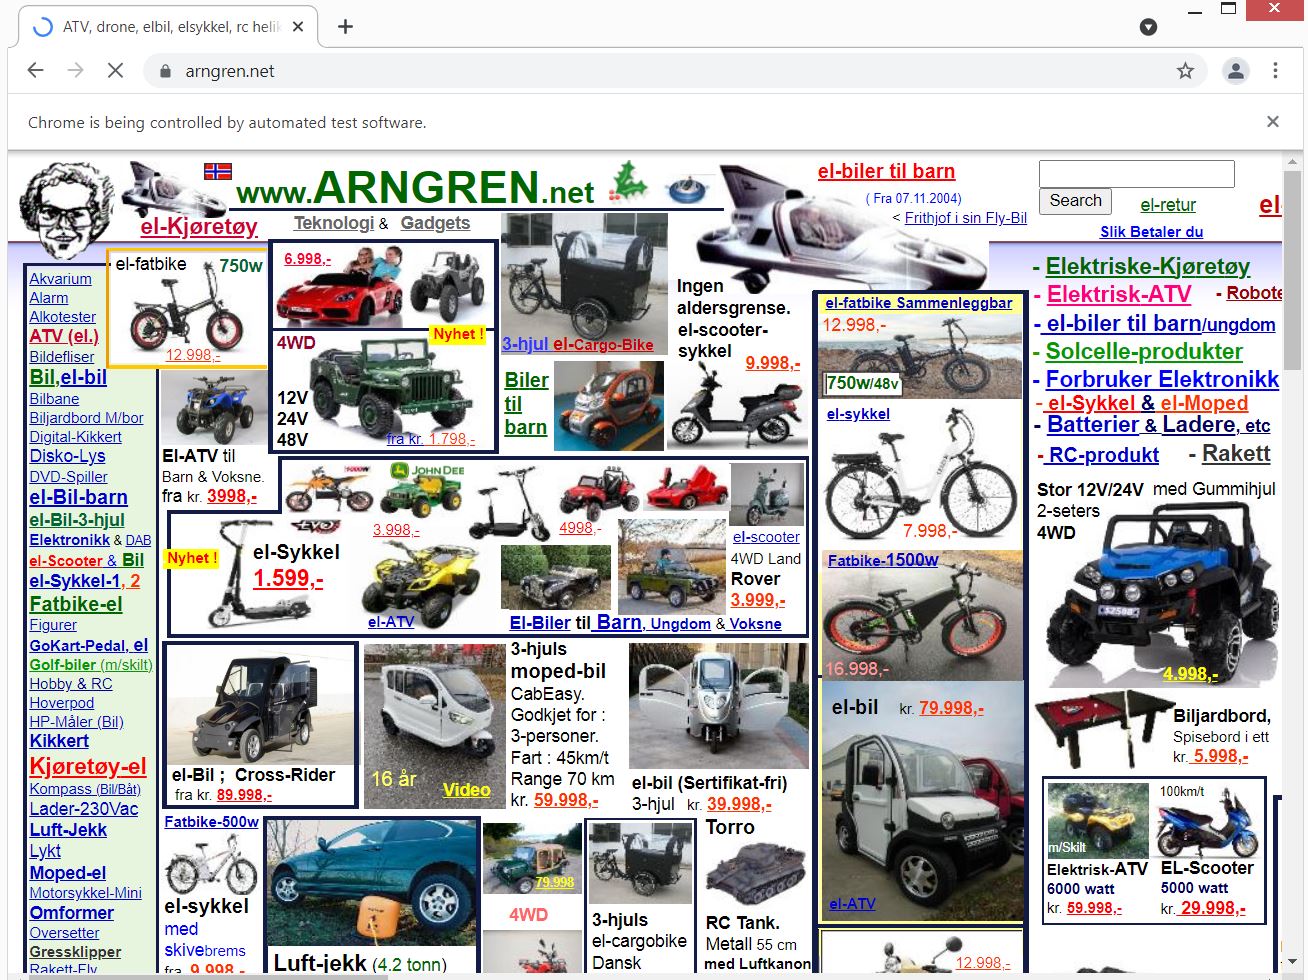 ATV, drone, elbil, elsykkel, rc helik
arngren.net
Chrome is being controlled by automated test software.
www.ARNGREN.net
el-Kjøretøy
Teknologi & Gadgets
el-biler til barn
( Fra 07.11.2004)
< Frithjof i sin Fly-Bil
Search
el-retur
el-
Slik Betaler du
Akvarium
Alarm
Alkotester
ATV (el.)
Bildefliser
Bil,el-bil
Bilbane
Biljardbord M/bor
Digital-Kikkert
Disko-Lys
DVD-Spiller
el-Bil-barn
el-Bil-3-hjul
Elektronikk & DAB
el-Scooter & Bil
el-Sykkel-1, 2
Fatbike-el
Figurer
GoKart-Pedal, el
Golf-biler (m/skilt)
Hobby & RC
Hoverpod
HP-Måler (Bil)
Kikkert
Kjøretøy-el
Kompass (Bil/Båt)
Lader-230Vac
Luft-Jekk
Lykt
Moped-el
Motorsykkel-Mini
Omformer
Oversetter
Gressklipper
Rakett-Fly
el-fatbike 750w
12.998,-
6.998,-
Nyhet !
4WD
12V
24V
48V
fra kr. 1.798,-
El-ATV til
Barn & Voksne.
fra kr. 3998,-
3-hjul el-Cargo-Bike
Biler
til
barn
Ingen
aldersgrense.
el-scooter-
sykkel 9.998,-
1000W
JOHN DEE
3.998,-
4998,-
EVO
Nyhet !
el-Sykkel
1.599,-
el-ATV
el-scooter
4WD Land
Rover
3.999,-
El-Biler til Barn, Ungdom & Voksne
el-Bil ; Cross-Rider
fra kr. 89.998,-
16 år
Video
3-hjuls
moped-bil
CabEasy.
Godkjet for :
3-personer.
Fart : 45km/t
Range 70 km
kr. 59.998,-
el-bil (Sertifikat-fri)
3-hjul kr. 39.998,-
Fatbike-500w
el-sykkel
med
skivebrems
fra 9.998,-
Luft-jekk (4.2 tonn)
79.998
4WD
3-hjuls
el-cargobike
Dansk
Torro
RC Tank.
Metall 55 cm
med Luftkanon
el-fatbike Sammenleggbar
12.998,-
750w/48v
el-sykkel
7.998,-
Fatbike-1500w
16.998,-
el-bil kr. 79.998,-
el-ATV
12.998,-
- Elektriske-Kjøretøy
- Elektrisk-ATV - Robote
- el-biler til barn/ungdom
- Solcelle-produkter
- Forbruker Elektronikk
- el-Sykkel & el-Moped
- Batterier & Ladere, etc
- RC-produkt - Rakett
Stor 12V/24V med Gummihjul
2-seters
4WD
S2588
4.998,-
Biljardbord,
Spisebord i ett
kr. 5.998,-
m/Skilt
Elektrisk-ATV
6000 watt
kr. 59.998,-
100km/t
EL-Scooter
5000 watt
kr. 29.998,-